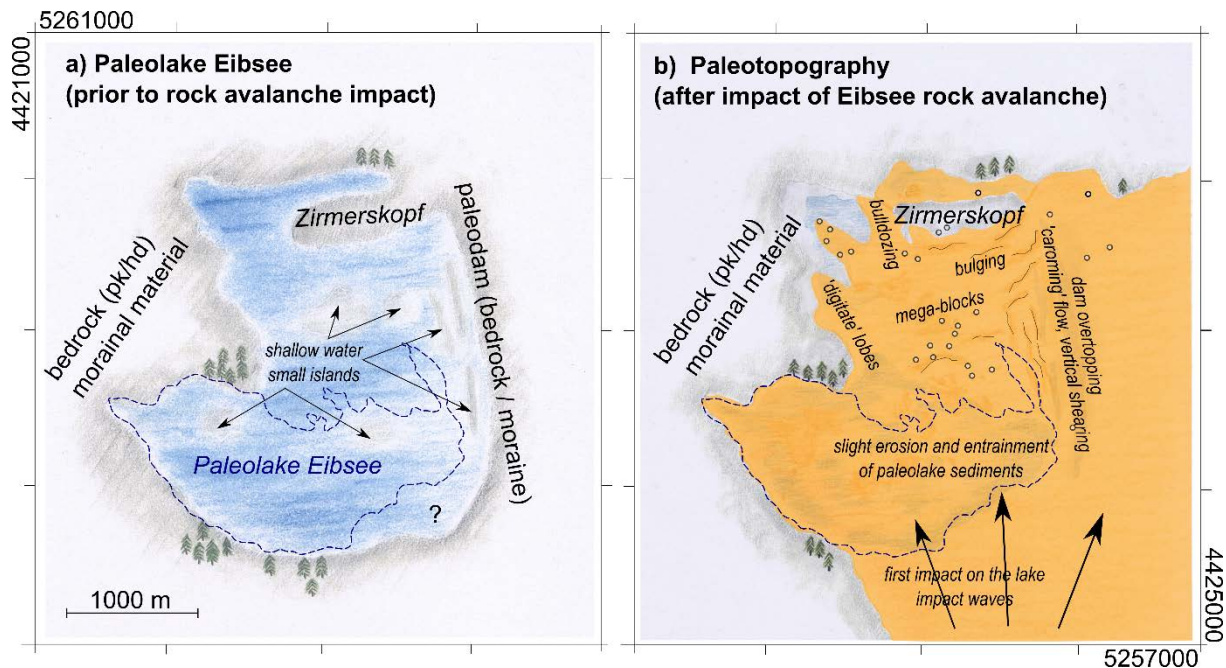 5261000
4421000
a) Paleolake Eibsee
(prior to rock avalanche impact)
Zirmerskopf
bedrock (pk/hd)
morainal material
paleodam (bedrock / moraine)
shallow water
small islands
Paleolake Eibsee
?
1000 m
b) Paleotopography
(after impact of Eibsee rock avalanche)
Zirmerskopf
bedrock (pk/hd)
morainal material
bulldozing
bulging
'digitate' lobes
mega-blocks
'caroming' flow, vertical shearing
dam overtopping
slight erosion and entrainment
of paleolake sediments
first impact on the lake
impact waves
4425000
5257000